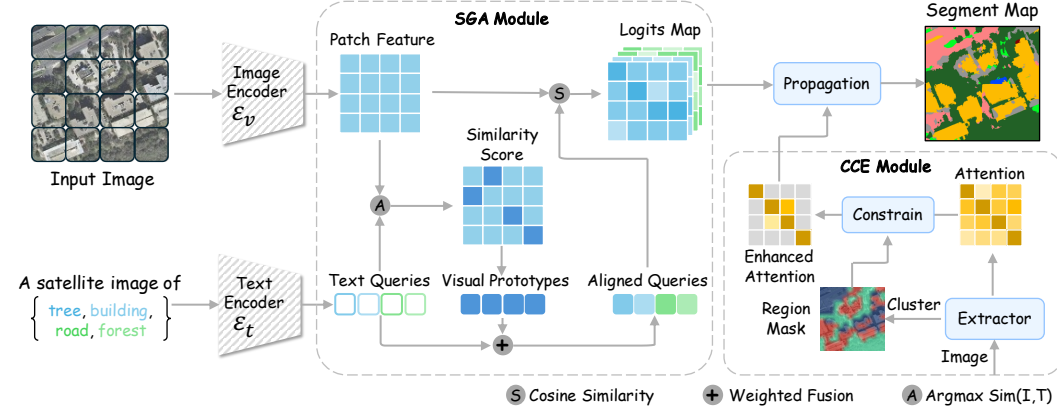 SGA Module
Segment Map
Patch Feature
Logits Map
Image
Encoder
ℰv
S
Propagation
Similarity
Score
Input Image
CCE Module
A
Attention
Constrain
Enhanced
Attention
A satellite image of
{ tree, building,
road, forest }
Text
Encoder
ℰt
Text Queries
Visual Prototypes
Aligned Queries
Region
Mask
Cluster
Extractor
+
Image
S Cosine Similarity
+ Weighted Fusion
A Argmax Sim(I,T)